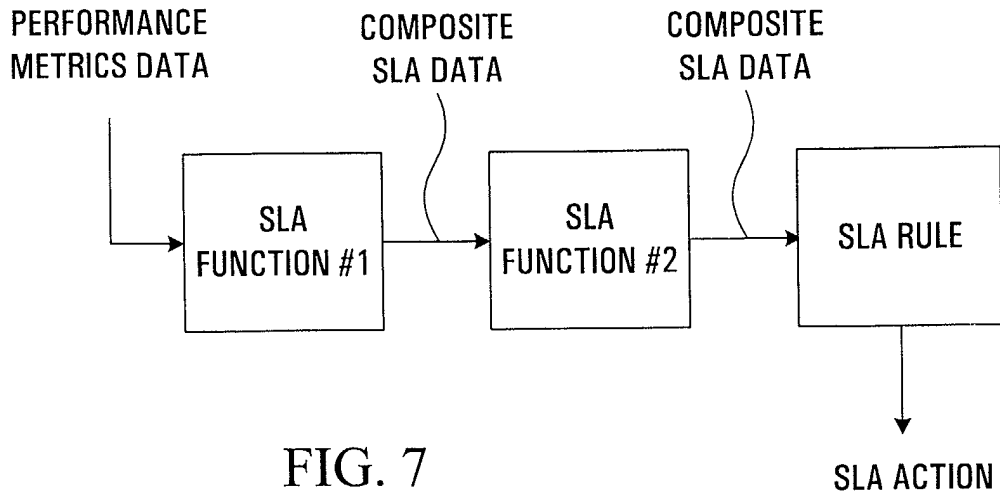 PERFORMANCE
METRICS DATA
COMPOSITE
SLA DATA
COMPOSITE
SLA DATA
SLA
FUNCTION #1
SLA
FUNCTION #2
SLA RULE
SLA ACTION
FIG. 7